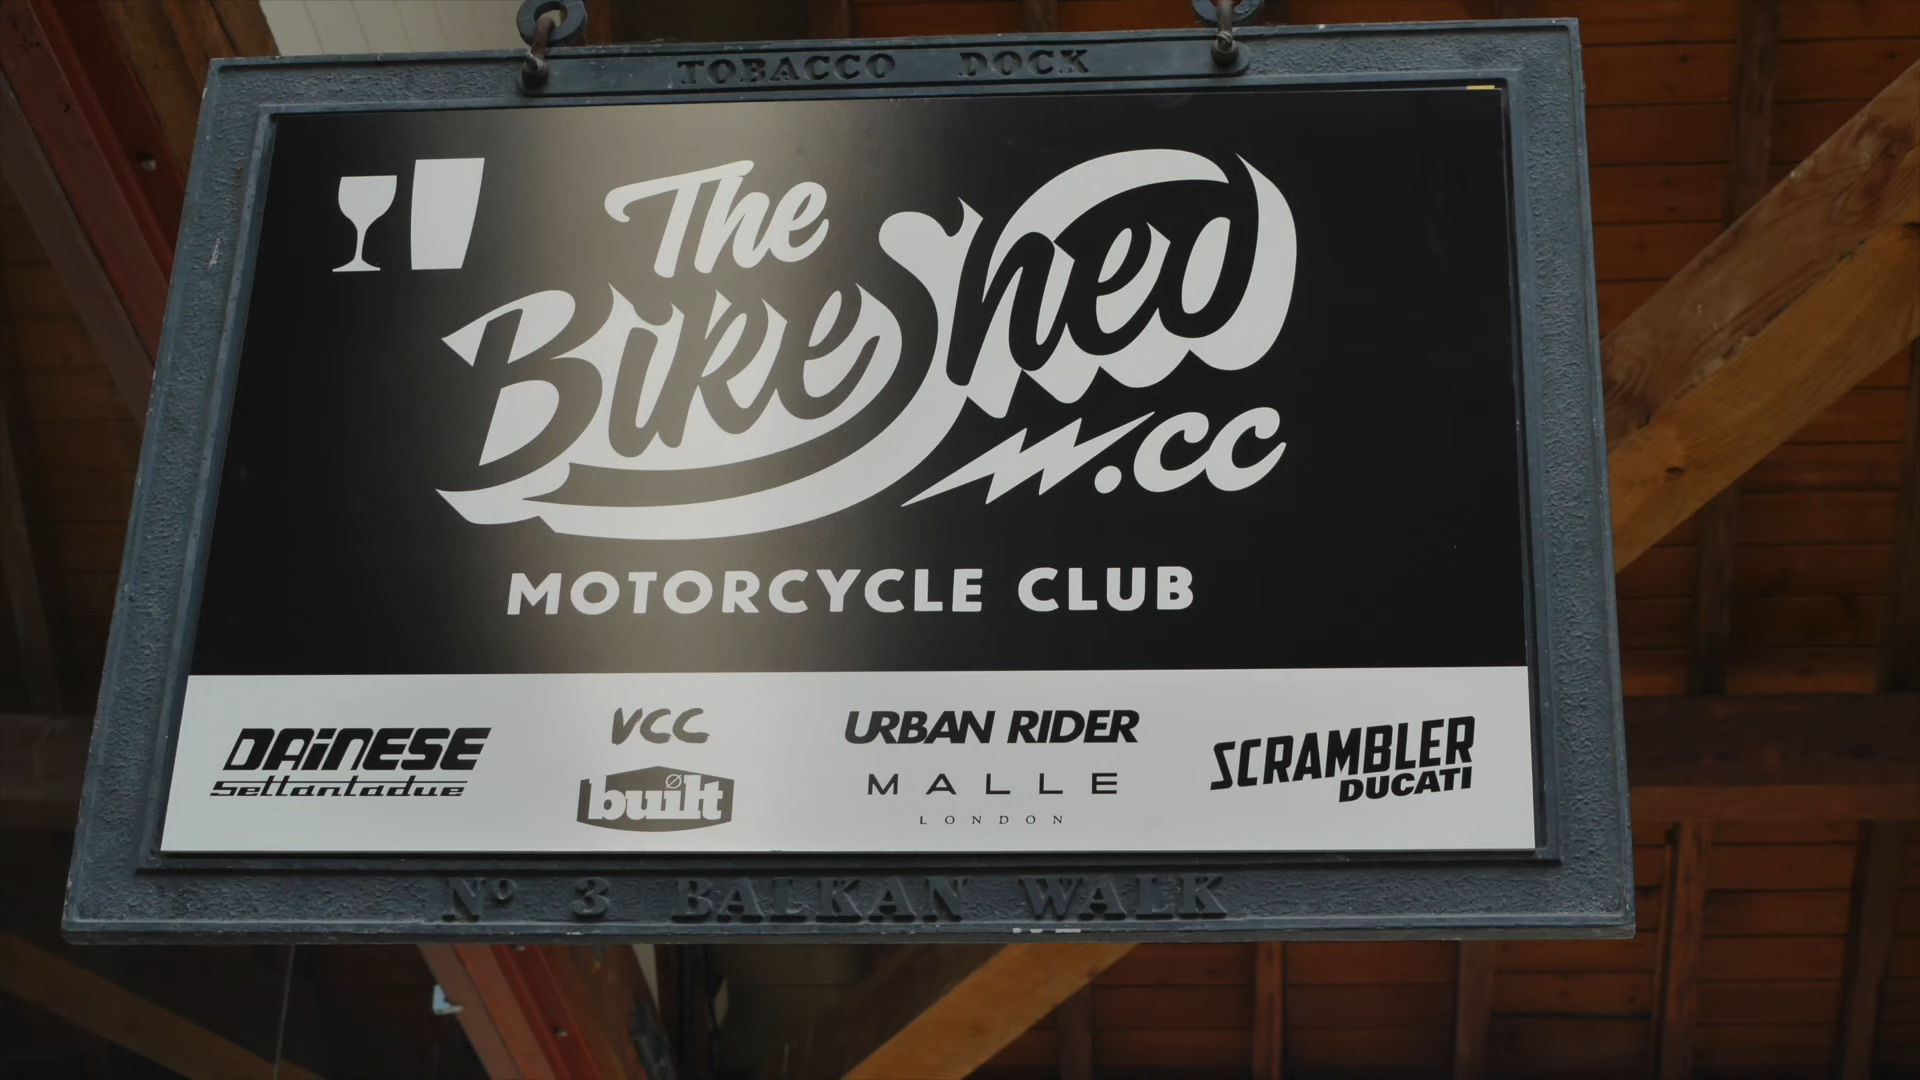 TOBACCO DOCK
The
BikeShed
.cc
MOTORCYCLE CLUB
DAiNESE
Settantadue
VCC
built
URBAN RIDER
MALLE
LONDON
SCRAMBLER
DUCATI
Nº 3 BALKAN WALK